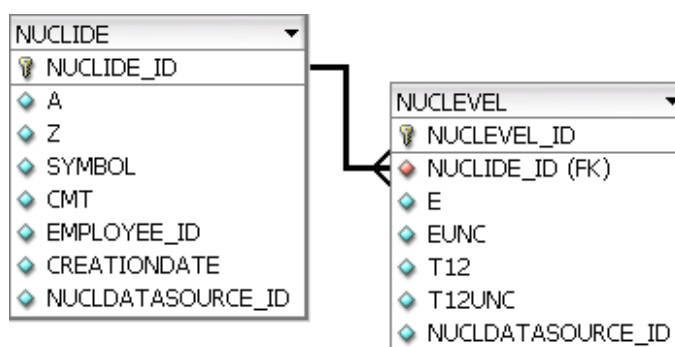 NUCLIDE
NUCLIDE_ID
A
Z
SYMBOL
CMT
EMPLOYEE_ID
CREATIONDATE
NUCLDATASOURCE_ID
NUCLEVEL
NUCLEVEL_ID
NUCLIDE_ID (FK)
E
EUNC
T12
T12UNC
NUCLDATASOURCE_ID